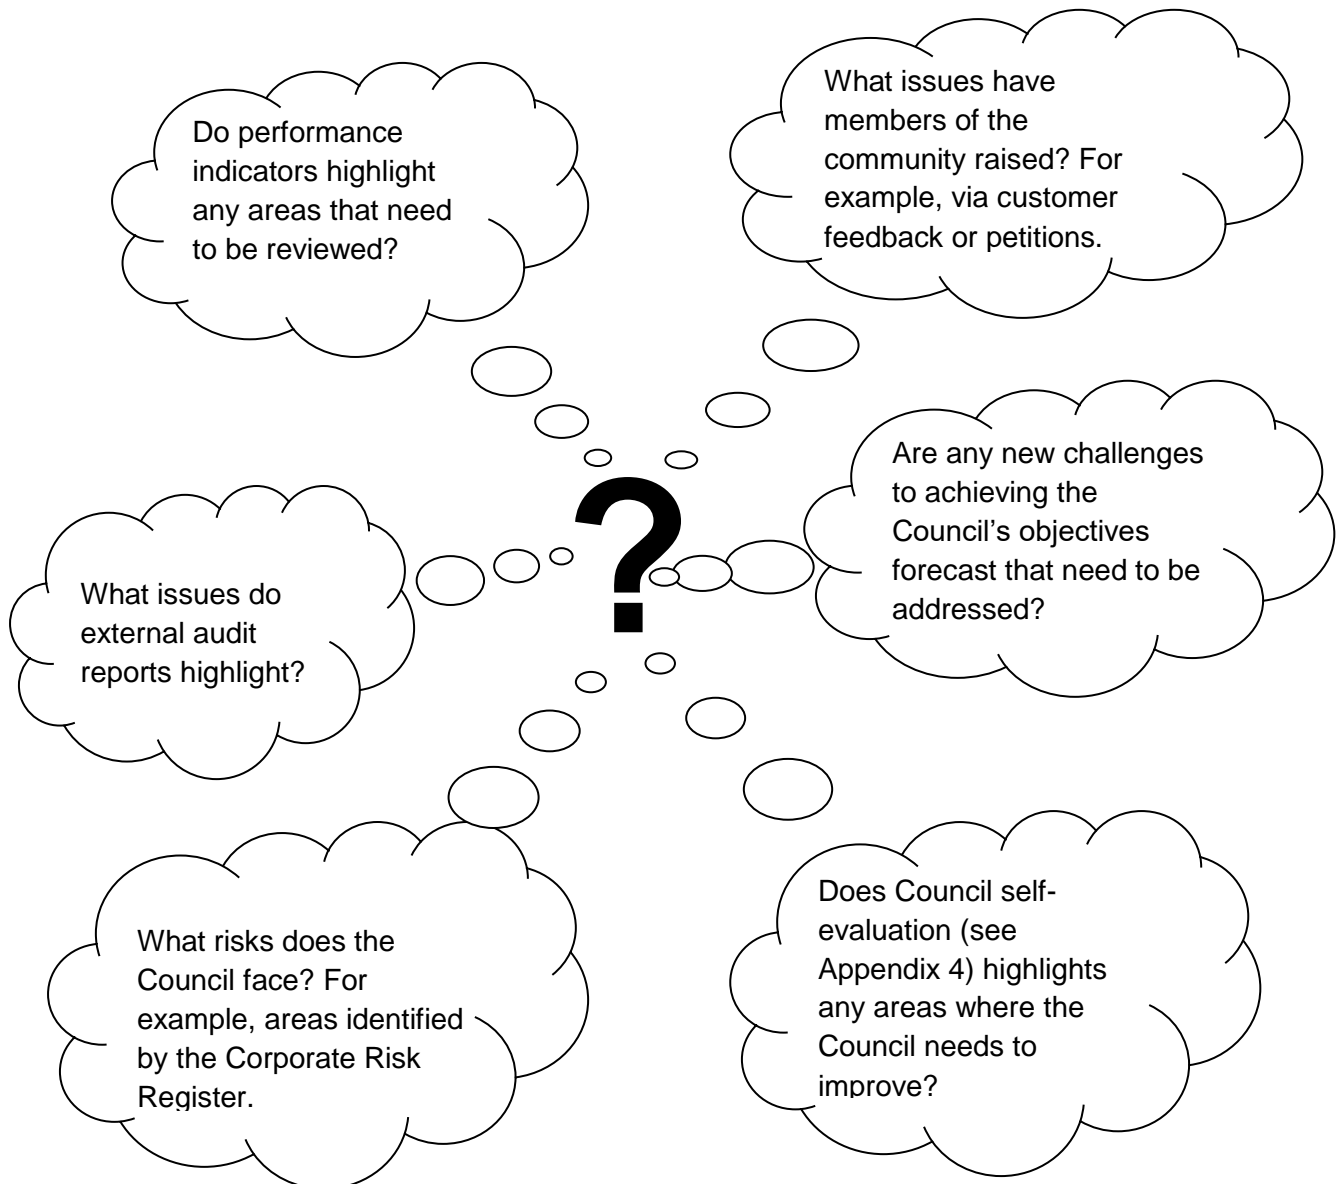 Do performance
indicators highlight
any areas that need
to be reviewed?
What issues have
members of the
community raised? For
example, via customer
feedback or petitions.
Are any new challenges
to achieving the
Council’s objectives
forecast that need to be
addressed?
?
What issues do
external audit
reports highlight?
What risks does the
Council face? For
example, areas identified
by the Corporate Risk
Register.
Does Council self-
evaluation (see
Appendix 4) highlights
any areas where the
Council needs to
improve?